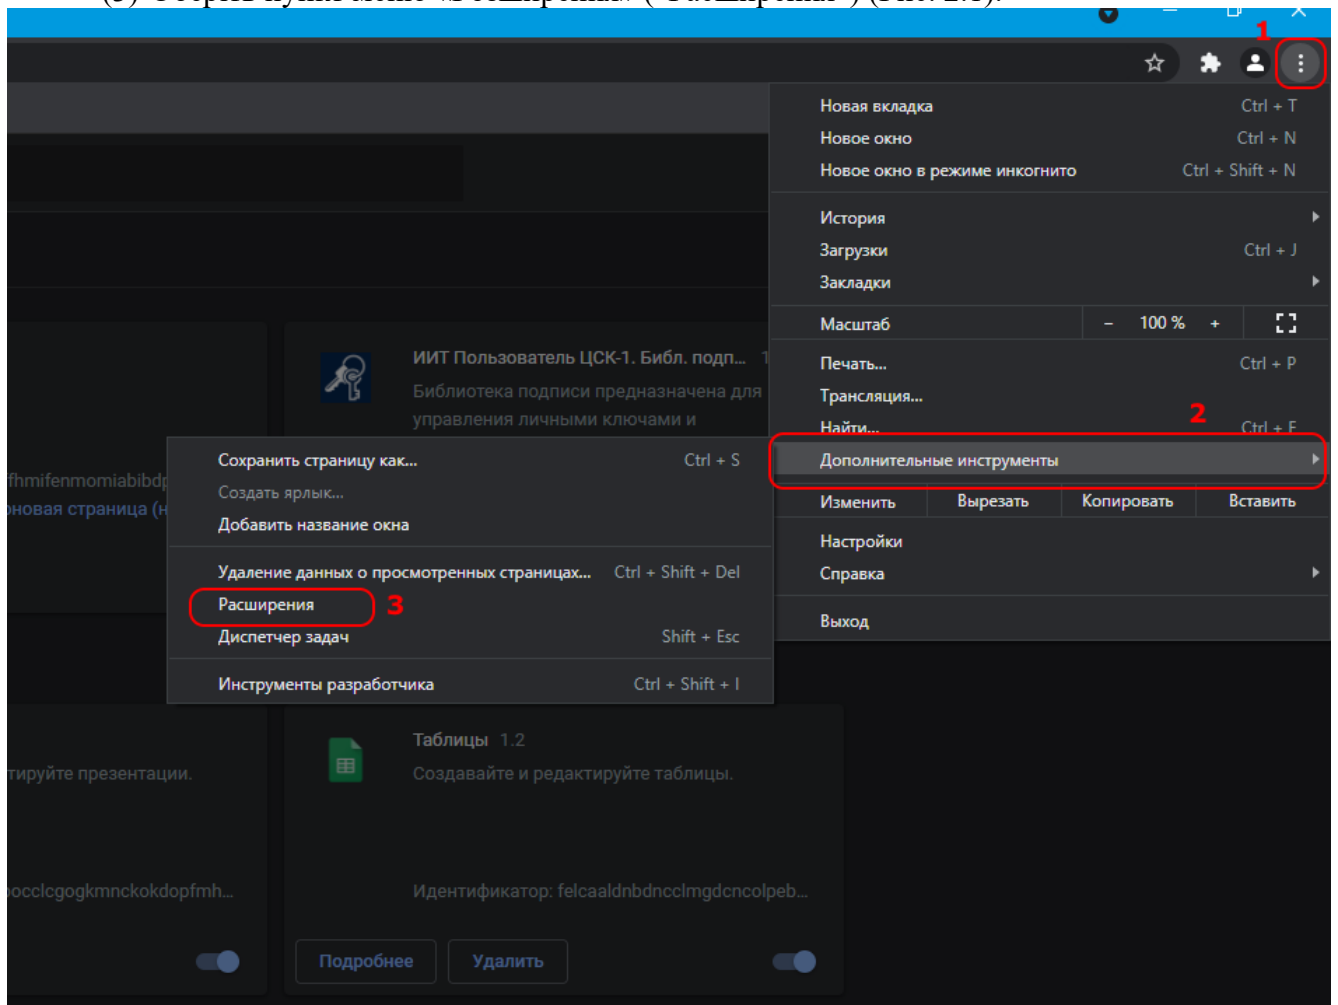 1
Новая вкладка Ctrl + T
Новое окно Ctrl + N
Новое окно в режиме инкогнито Ctrl + Shift + N
История
Загрузки Ctrl + J
Закладки
Масштаб − 100 % +
Печать... Ctrl + P
Трансляция...
2
Найти... Ctrl + F
Дополнительные инструменты
Изменить Вырезать Копировать Вставить
Настройки
Справка
Выход
ИИТ Пользователь ЦСК-1. Библ. подп... 1
Библиотека подписи предназначена для
управления личными ключами и
Сохранить страницу как... Ctrl + S
Создать ярлык...
Добавить название окна
Удаление данных о просмотренных страницах... Ctrl + Shift + Del
Расширения 3
Диспетчер задач Shift + Esc
Инструменты разработчика Ctrl + Shift + I
страница (н
Таблицы 1.2
презентации.
Создавайте и редактируйте таблицы.
Идентификатор: felcaaldnbdncclmgdcncolpeb...
Подробнее Удалить